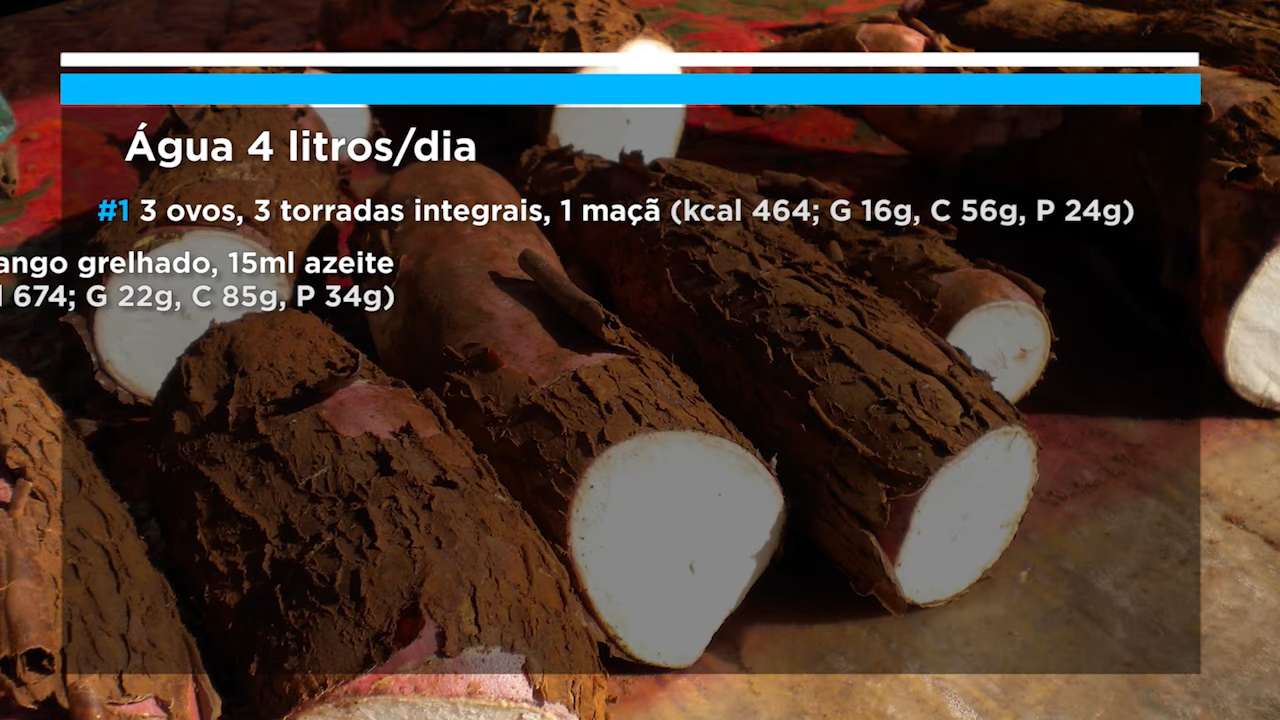 Água 4 litros/dia
#1 3 ovos, 3 torradas integrais, 1 maçã (kcal 464; G 16g, C 56g, P 24g)
grelhado, 15ml azeite
674; G 22g, C 85g, P 34g)